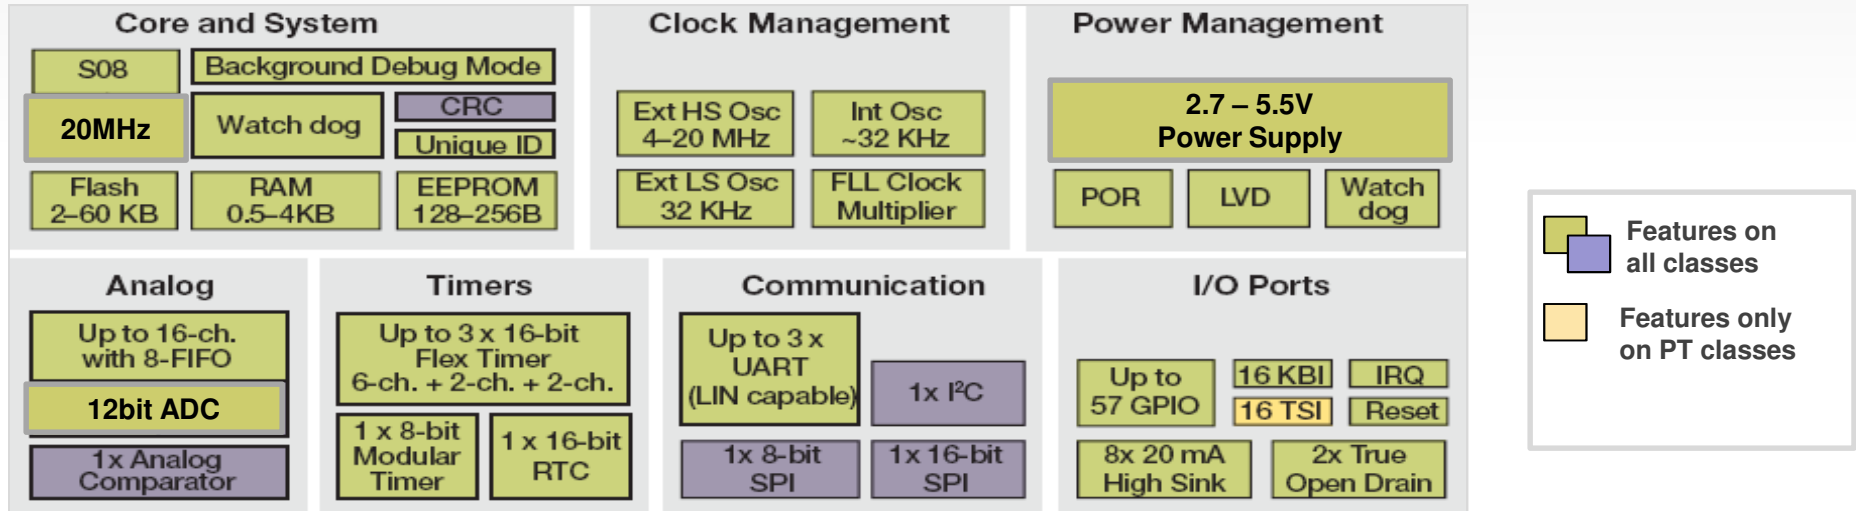 Core and System
S08
Background Debug Mode
20MHz
Watch dog
CRC
Unique ID
Flash
2–60 KB
RAM
0.5–4KB
EEPROM
128–256B
Clock Management
Ext HS Osc
4–20 MHz
Int Osc
~32 KHz
Ext LS Osc
32 KHz
FLL Clock
Multiplier
Power Management
2.7 – 5.5V
Power Supply
POR
LVD
Watch
dog
Analog
Up to 16-ch.
with 8-FIFO
12bit ADC
1x Analog
Comparator
Timers
Up to 3 x 16-bit
Flex Timer
6-ch. + 2-ch. + 2-ch.
1 x 8-bit
Modular
Timer
1 x 16-bit
RTC
Communication
Up to 3 x
UART
(LIN capable)
1x I²C
1x 8-bit
SPI
1x 16-bit
SPI
I/O Ports
Up to
57 GPIO
16 KBI
IRQ
16 TSI
Reset
8x 20 mA
High Sink
2x True
Open Drain
Features on
all classes
Features only
on PT classes